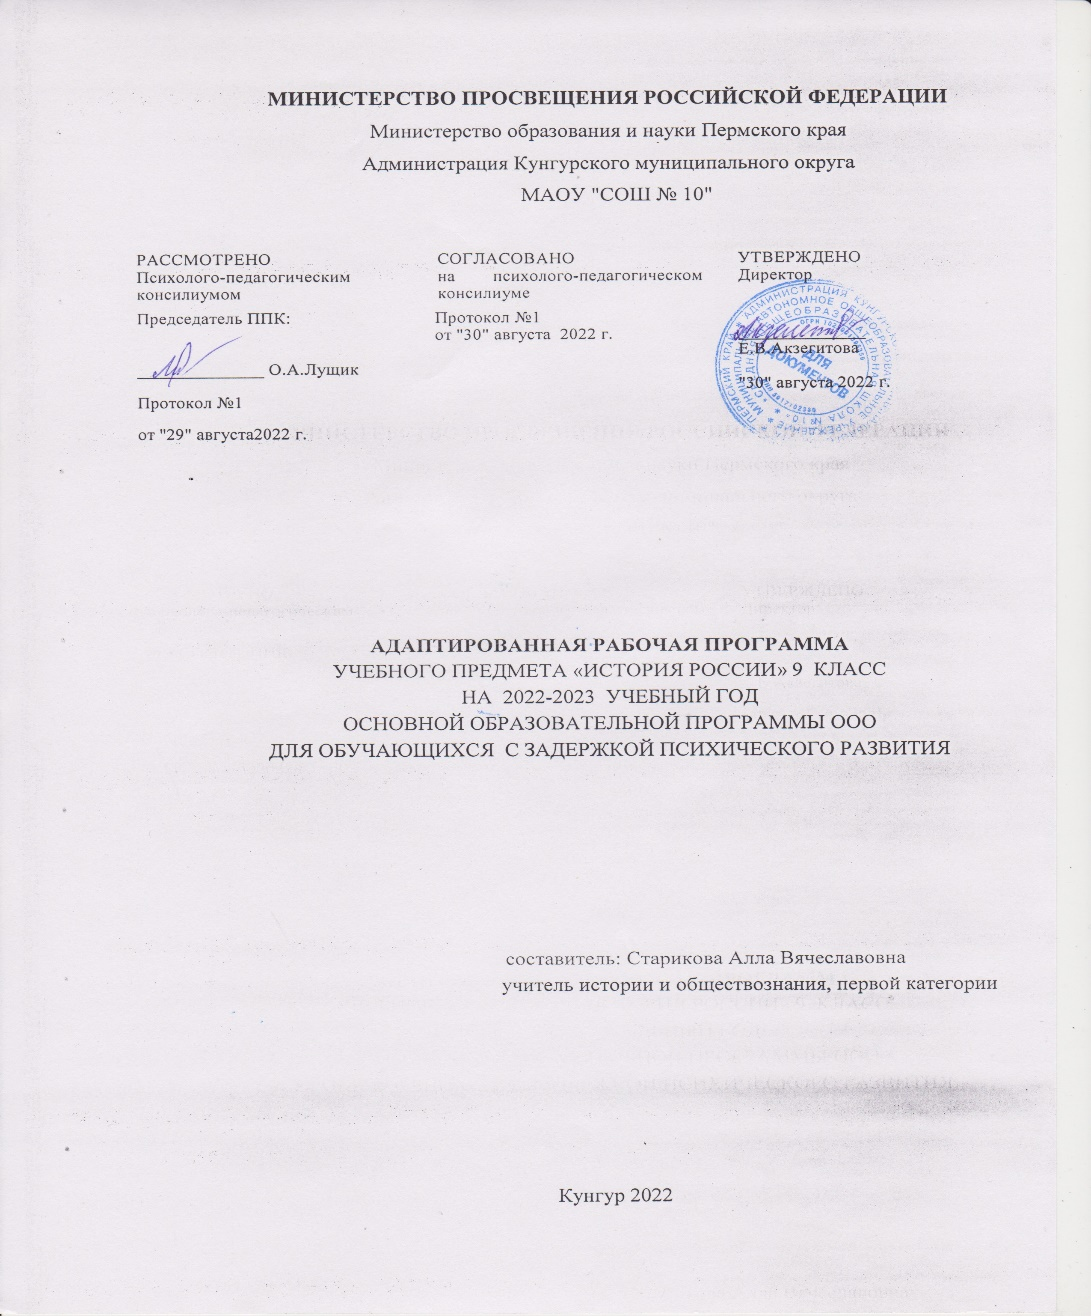 МИНИСТЕРСТВО ПРОСВЕЩЕНИЯ РОССИЙСКОЙ ФЕДЕРАЦИИ
Министерство образования и науки Пермского края
Администрация Кунгурского муниципального округа
МАОУ "СОШ № 10"
РАССМОТРЕНО
Психолого-педагогическим
консилиумом
Председатель ППК:
______________ О.А.Лущик
Протокол №1
от "29" августа2022 г.
СОГЛАСОВАНО
на психолого-педагогическом
консилиуме
Протокол №1
от "30" августа 2022 г.
УТВЕРЖДЕНО
Директор
Е.В.Акзегитова
"30" августа 2022 г.
ДЛЯ
ДОКУМЕНТОВ
АДАПТИРОВАННАЯ РАБОЧАЯ ПРОГРАММА
УЧЕБНОГО ПРЕДМЕТА «ИСТОРИЯ РОССИИ» 9 КЛАСС
НА 2022-2023 УЧЕБНЫЙ ГОД
ОСНОВНОЙ ОБРАЗОВАТЕЛЬНОЙ ПРОГРАММЫ ООО
ДЛЯ ОБУЧАЮЩИХСЯ С ЗАДЕРЖКОЙ ПСИХИЧЕСКОГО РАЗВИТИЯ
составитель: Старикова Алла Вячеславовна
учитель истории и обществознания, первой категории
Кунгур 2022